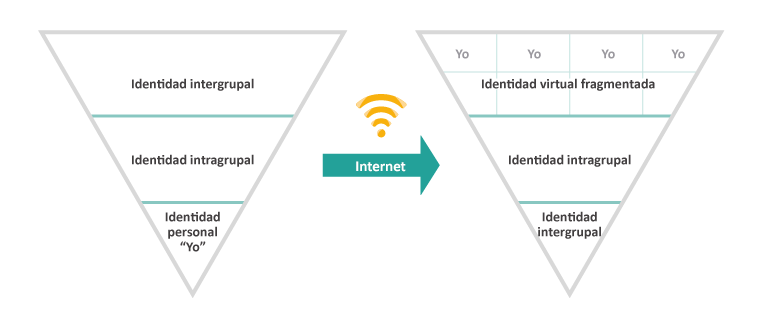 Identidad intergrupal
Identidad intragrupal
Identidad
personal
“Yo”
Internet
Yo Yo Yo Yo
Identidad virtual fragmentada
Identidad intragrupal
Identidad
intergrupal